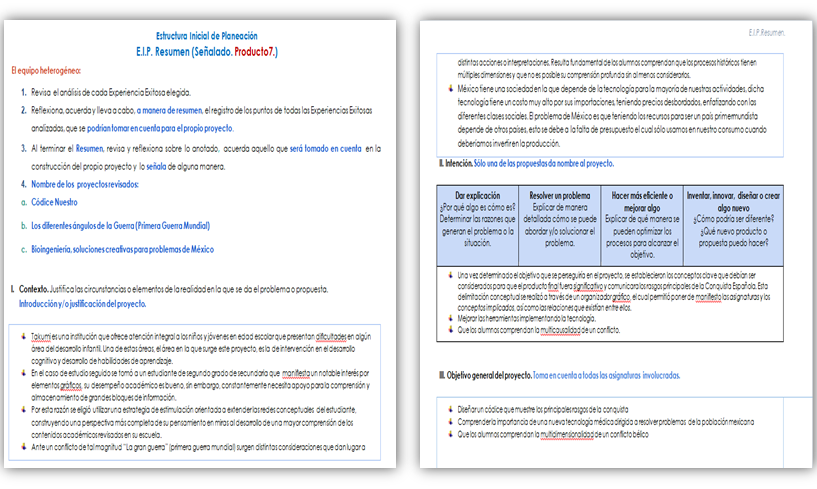 Estructura Inicial de Planeación
E.I.P. Resumen (Señalado. Producto7.)
El equipo heterogéneo:
1. Revisa el análisis de cada Experiencia Exitosa elegida.
2. Reflexiona, acuerda y lleva a cabo, a manera de resumen, el registro de los puntos de todas las Experiencias Exitosas
analizadas, que se podrían tomar en cuenta para el propio proyecto.
3. Al terminar el Resumen, revisa y reflexiona sobre lo anotado, acuerda aquello que será tomado en cuenta en la
construcción del propio proyecto y lo señala de alguna manera.
4. Nombre de los proyectos revisados:
a. Códice Nuestro
b. Los diferentes ángulos de la Guerra (Primera Guerra Mundial)
c. Bioingeniería, soluciones creativas para problemas de México
I. Contexto. Justifica las circunstancias o elementos de la realidad en la que se da el problema o propuesta.
Introducción y/o justificación del proyecto.
Takumi es una institución que ofrece atención integral a los niños y jóvenes en edad escolar que presentan dificultades en algún
área del desarrollo infantil. Una de estas áreas, el área en la que surge este proyecto, es la de intervención en el desarrollo
cognitivo y desarrollo de habilidades de aprendizaje.
En el caso de estudio seguido se tomó a un estudiante de segundo grado de secundaria que manifiesta un notable interés por
elementos gráficos, su desempeño académico es bueno, sin embargo, constantemente necesita apoyo para la comprensión y
almacenamiento de grandes bloques de información.
Por esta razón se eligió utilizar una estrategia de estimulación orientada a extender las redes conceptuales del estudiante,
construyendo una perspectiva más completa de su pensamiento en miras al desarrollo de una mayor comprensión de los
contenidos académicos revisados en su escuela.
Ante un conflicto de tal magnitud "La gran guerra" (primera guerra mundial) surgen distintas consideraciones que dan lugar a
E.I.P. Resumen.
distintas acciones o interpretaciones. Resulta fundamental de los alumnos comprendan que los procesos históricos tienen
múltiples dimensiones y que no es posible su comprensión profunda sin al menos considerarlos.
México tiene una sociedad en la que depende de la tecnología para la mayoría de nuestras actividades, dicha
tecnología tiene un costo muy alto por sus importaciones, teniendo precios desbordados, enfatizando con las
diferentes clases sociales. El problema de México es que teniendo los recursos para ser un país primermundista
depende de otros países, esto se debe a la falta de presupuesto el cual sólo usamos en nuestro consumo cuando
deberíamos invertir en la producción.
II. Intención. Sólo una de las propuestas da nombre al proyecto.
Dar explicación
¿Por qué algo es cómo es?
Determinar las razones que
generan el problema o la
situación.
Resolver un problema
Explicar de manera
detallada cómo se puede
abordar y/o solucionar el
problema.
Hacer más eficiente o
mejorar algo
Explicar de qué manera se
pueden optimizar los
procesos para alcanzar el
objetivo.
Inventar, innovar, diseñar o crear
algo nuevo
¿Cómo podría ser diferente?
¿Qué nuevo producto o
propuesta puedo hacer?
Una vez determinado el objetivo que se perseguiría en el proyecto, se establecieron los conceptos clave que debían ser
considerados para que el producto final fuera significativo y comunicara los rasgos principales de la Conquista Española. Esta
delimitación conceptual se realizó a través de un organizador gráfico, el cual permitió poner de manifiesto las asignaturas y los
conceptos implicados, así como las relaciones que existían entre ellos.
Mejorar las herramientas implementando la tecnología.
Que los alumnos comprendan la multicausalidad de un conflicto.
III. Objetivo general del proyecto. Toma en cuenta a todas las asignaturas involucradas.
Diseñar un códice que muestre los principales rasgos de la conquista
Comprender la importancia de una nueva tecnología médica dirigida a resolver problemas de la población mexicana
Que los alumnos comprendan la multidimensionalidad de un conflicto bélico